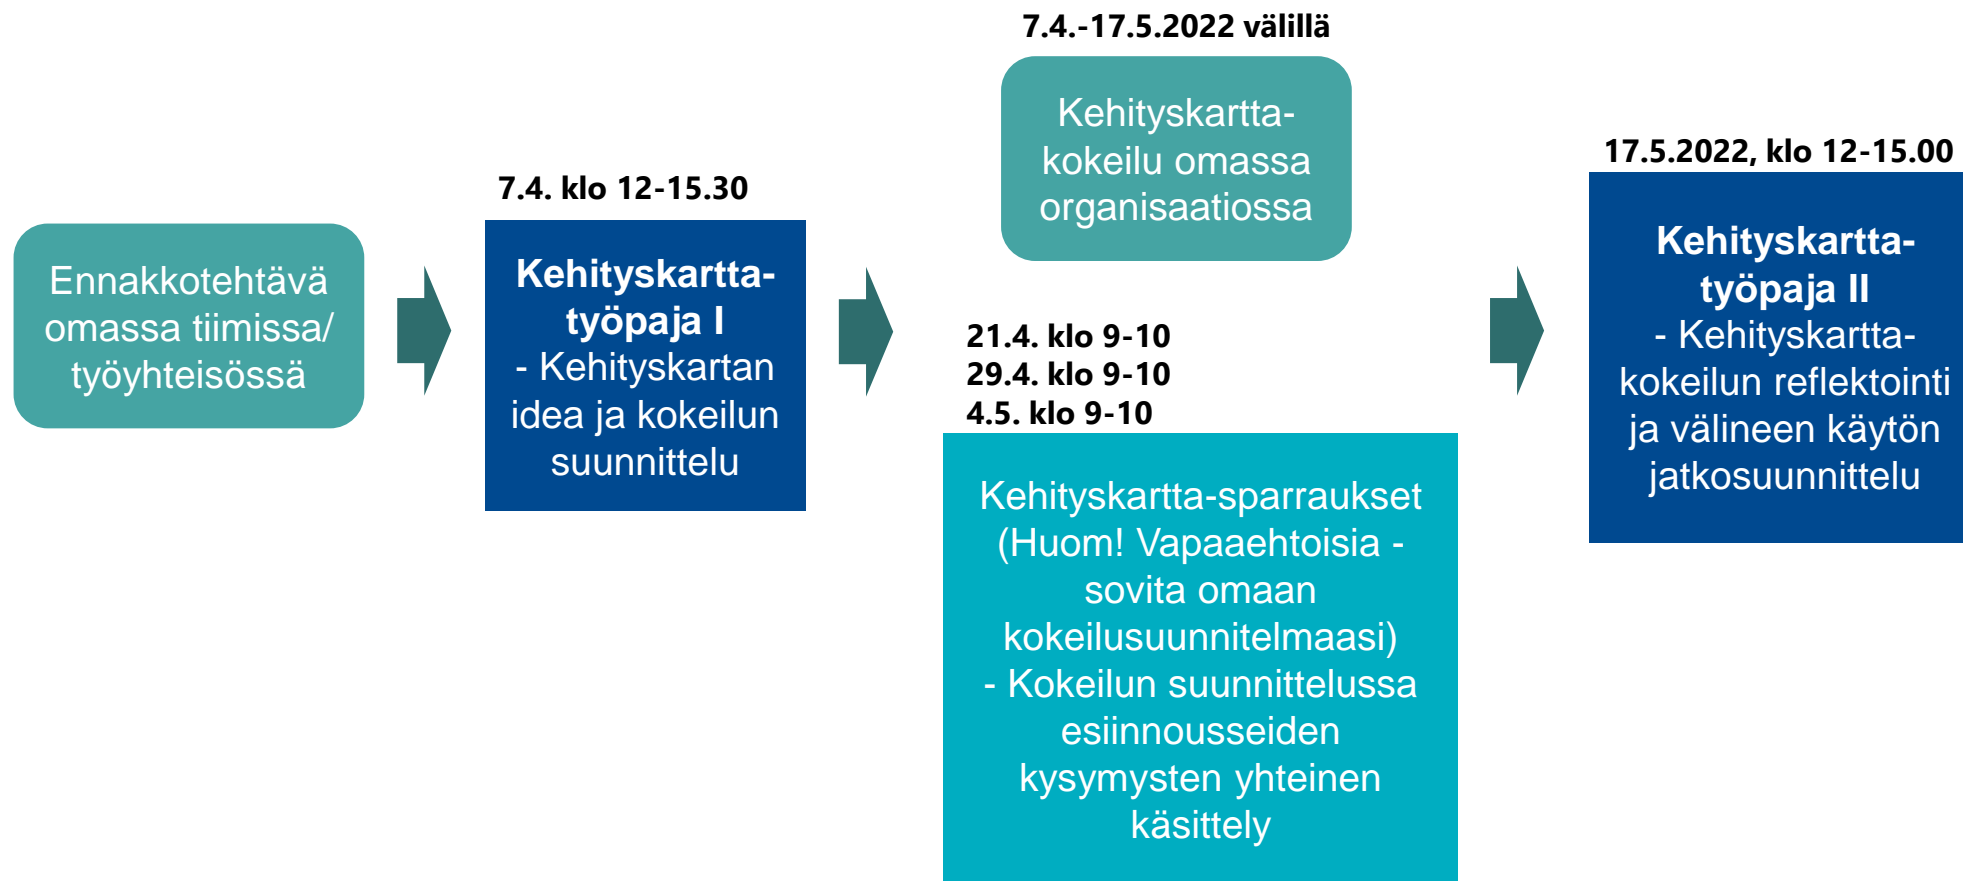 Ennakkotehtävä
omassa tiimissa/
työyhteisössä
7.4. klo 12-15.30
Kehityskartta-
työpaja I
- Kehityskartan
idea ja kokeilun
suunnittelu
7.4.-17.5.2022 välillä
Kehityskartta-
kokeilu omassa
organisaatiossa
21.4. klo 9-10
29.4. klo 9-10
4.5. klo 9-10
Kehityskartta-sparraukset
(Huom! Vapaaehtoisia -
sovita omaan
kokeilusuunnitelmaasi)
- Kokeilun suunnittelussa
esiinnousseiden
kysymysten yhteinen
käsittely
17.5.2022, klo 12-15.00
Kehityskartta-
työpaja II
- Kehityskartta-
kokeilun reflektointi
ja välineen käytön
jatkosuunnittelu